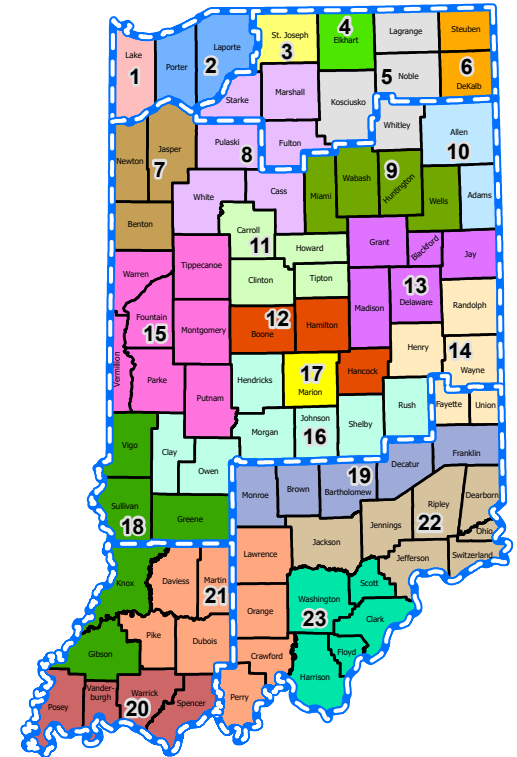 Lake
1
Porter
Laporte
2
St. Joseph
3
4
Elkhart
Lagrange
Steuben
5
Noble
6
DeKalb
Starke
Marshall
Kosciusko
Whitley
Allen
10
Newton
Jasper
7
Pulaski
8
Fulton
Miami
Wabash
9
Huntington
Wells
Adams
White
Cass
Benton
Carroll
11
Howard
Grant
Blackford
Jay
Warren
Tippecanoe
Clinton
Tipton
Madison
13
Delaware
Randolph
Fountain
15
Montgomery
12
Boone
Hamilton
Henry
14
Wayne
Vermillion
Parke
Putnam
Hendricks
17
Marion
Hancock
Rush
Fayette
Union
Vigo
Clay
Owen
Morgan
Johnson
16
Shelby
Decatur
Franklin
Sullivan
18
Greene
Monroe
Brown
19
Bartholomew
Jennings
Ripley
22
Dearborn
Ohio
Switzerland
Jefferson
Jackson
Lawrence
Knox
Daviess
Martin
21
Orange
Washington
23
Scott
Clark
Floyd
Harrison
Crawford
Gibson
Pike
Dubois
Perry
Posey
Vander-
burgh
Warrick
20
Spencer